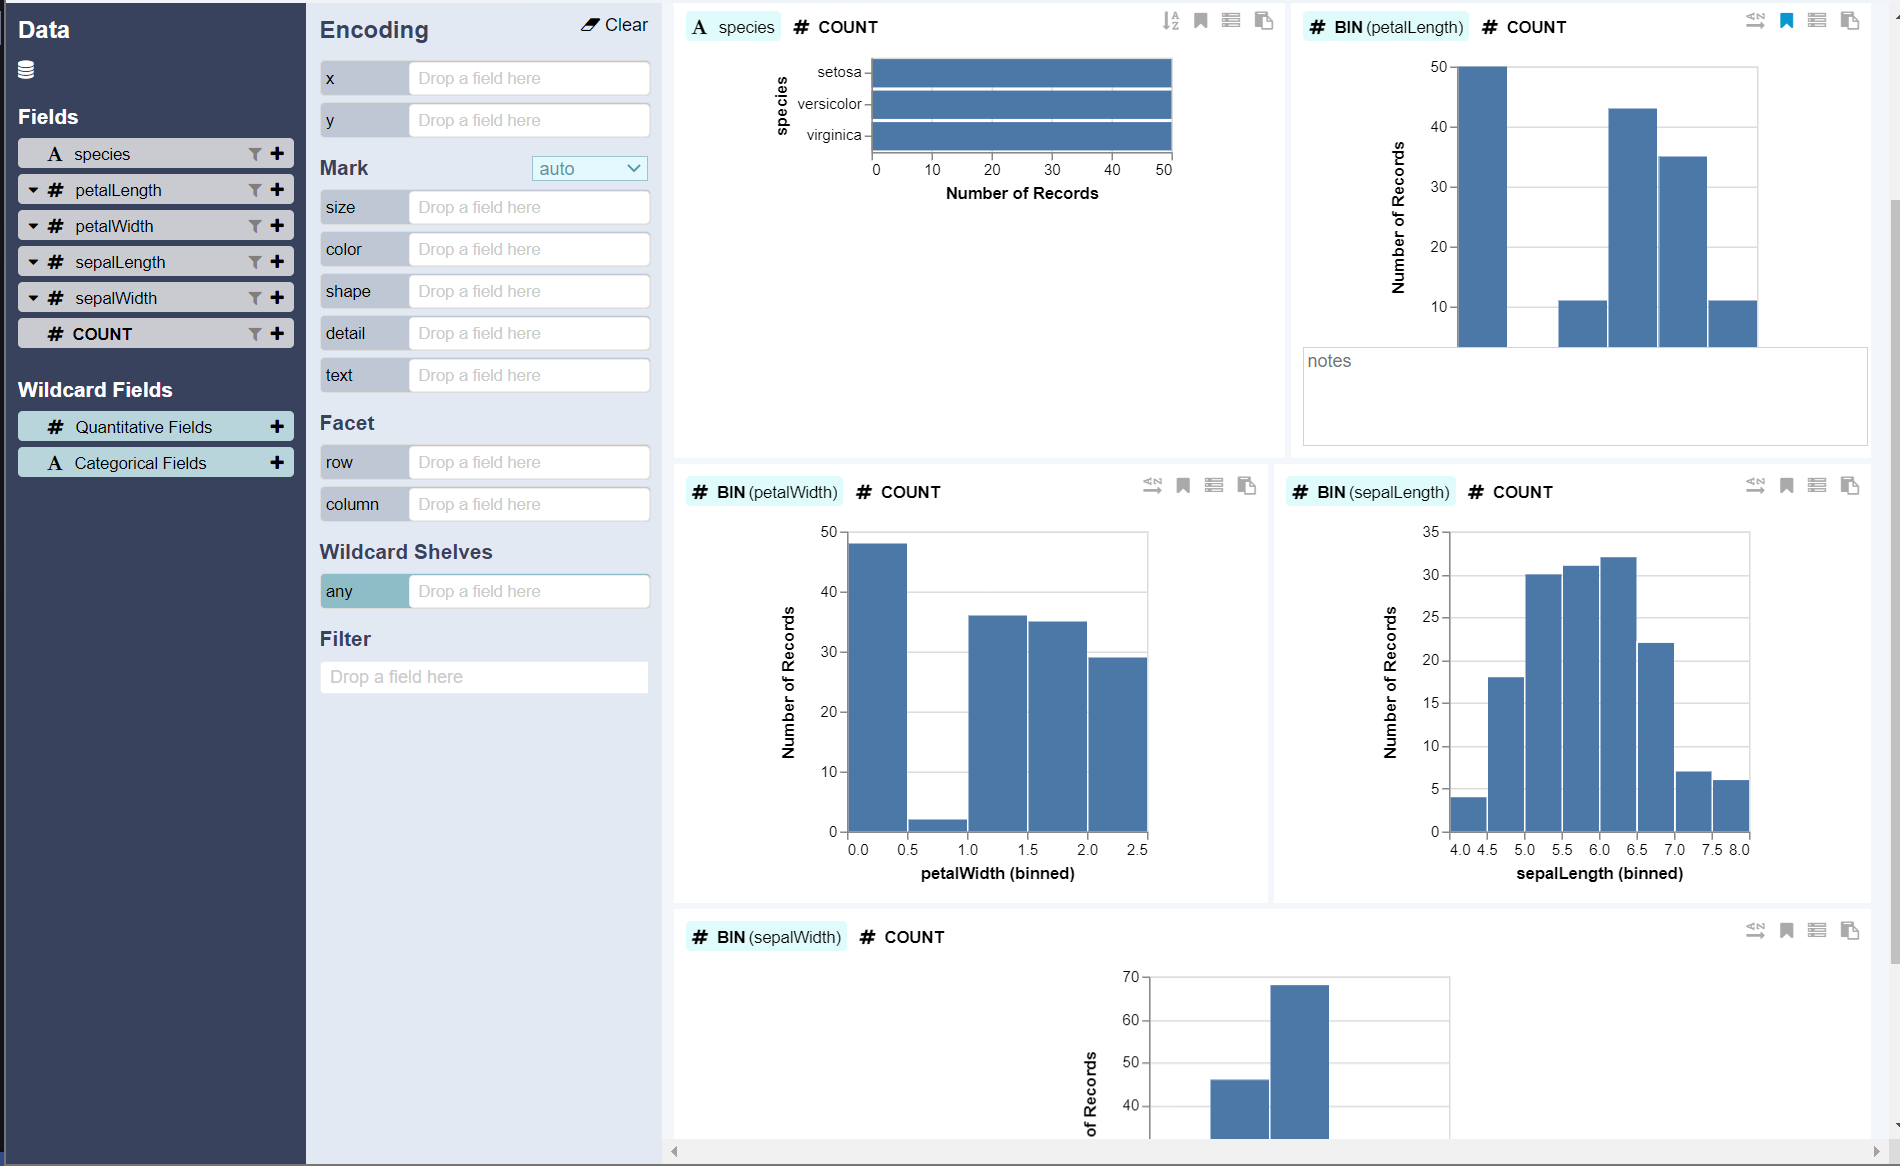 Data
Fields
species
petalLength
petalWidth
sepalLength
sepalWidth
COUNT
Wildcard Fields
Quantitative Fields
A Categorical Fields
Encoding
Clear
x Drop a field here
y Drop a field here
Mark auto
size Drop a field here
color Drop a field here
shape Drop a field here
detail Drop a field here
text Drop a field here
Facet
row Drop a field here
column Drop a field here
Wildcard Shelves
any Drop a field here
Filter
Drop a field here
A species # COUNT
species
setosa
versicolor
virginica
0 10 20 30 40 50
Number of Records
# BIN (petalLength) # COUNT
Number of Records
50
40
30
20
10
notes
# BIN (petalWidth) # COUNT
Number of Records
50
40
30
20
10
0
0.0 0.5 1.0 1.5 2.0 2.5
petalWidth (binned)
# BIN (sepalLength) # COUNT
Number of Records
35
30
25
20
15
10
5
0
4.0 4.5 5.0 5.5 6.0 6.5 7.0 7.5 8.0
sepalLength (binned)
# BIN (sepalWidth) # COUNT
of Records
70
60
50
40